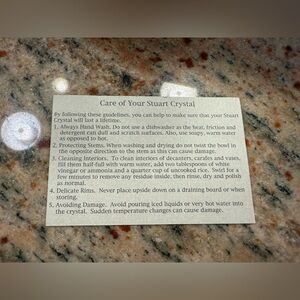 Care of Your Stuart Crystal
By following these guidelines, you can help to make sure that your Stuart
Crystal will last a lifetime.
1. Always Hand Wash. Do not use a dishwasher as the heat, friction and
detergent can dull and scratch surfaces. Also, use soapy, warm water
as opposed to hot.
2. Protecting Stems. When washing and drying do not twist the bowl in
the opposite direction to the stem as this can cause damage.
3. Cleaning Interiors. To clean interiors of decanters, carafes and vases,
fill them half-full with warm water, add two tablespoons of white
vinegar or ammonia and a quarter cup of uncooked rice. Swirl for a
few minutes to remove any residue inside, then rinse, dry and polish
as normal.
4. Delicate Rims. Never place upside down on a draining board or when
storing.
5. Avoiding Damage. Avoid pouring iced liquids or very hot water into
the crystal. Sudden temperature changes can cause damage.